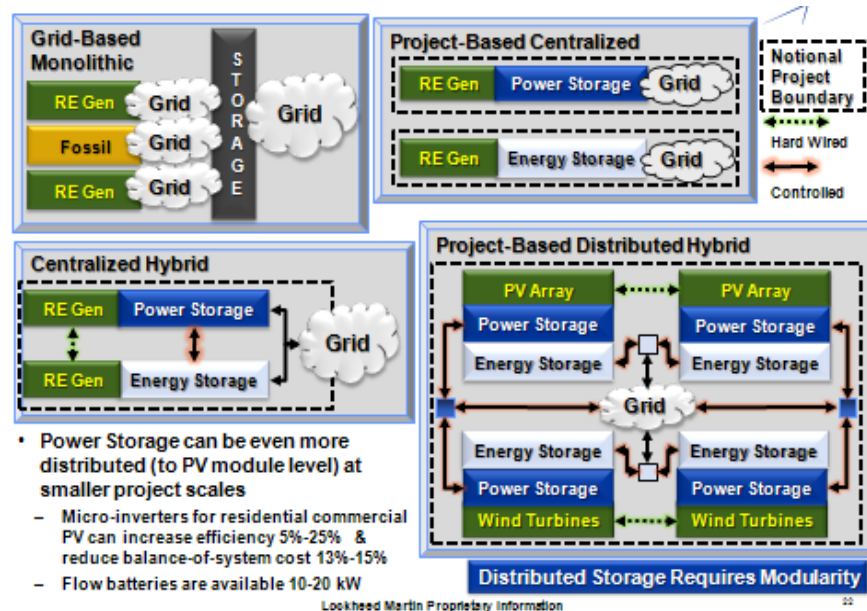 Grid-Based
Monolithic
RE Gen
Grid
Fossil
Grid
RE Gen
Grid
STORAGE
Grid
Project-Based Centralized
RE Gen
Power Storage
Grid
RE Gen
Energy Storage
Grid
Notional
Project
Boundary
Hard Wired
Controlled
Centralized Hybrid
RE Gen
Power Storage
RE Gen
Energy Storage
Grid
Project-Based Distributed Hybrid
PV Array
PV Array
Power Storage
Power Storage
Energy Storage
Energy Storage
Grid
Energy Storage
Energy Storage
Power Storage
Power Storage
Wind Turbines
Wind Turbines
• Power Storage can be even more
distributed (to PV module level) at
smaller project scales
– Micro-inverters for residential commercial
PV can increase efficiency 5%-25% &
reduce balance-of-system cost 13%-15%
– Flow batteries are available 10-20 kW
Distributed Storage Requires Modularity
Lockheed Martin Proprietary Information
22